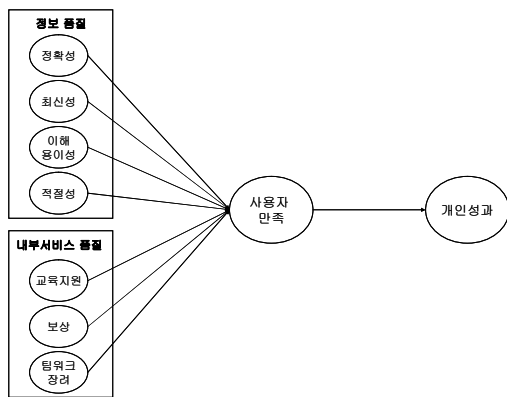 정보 품질
정확성
최신성
이해
용이성
적절성
내부서비스 품질
교육지원
보상
팀워크
장려
사용자
만족
개인성과